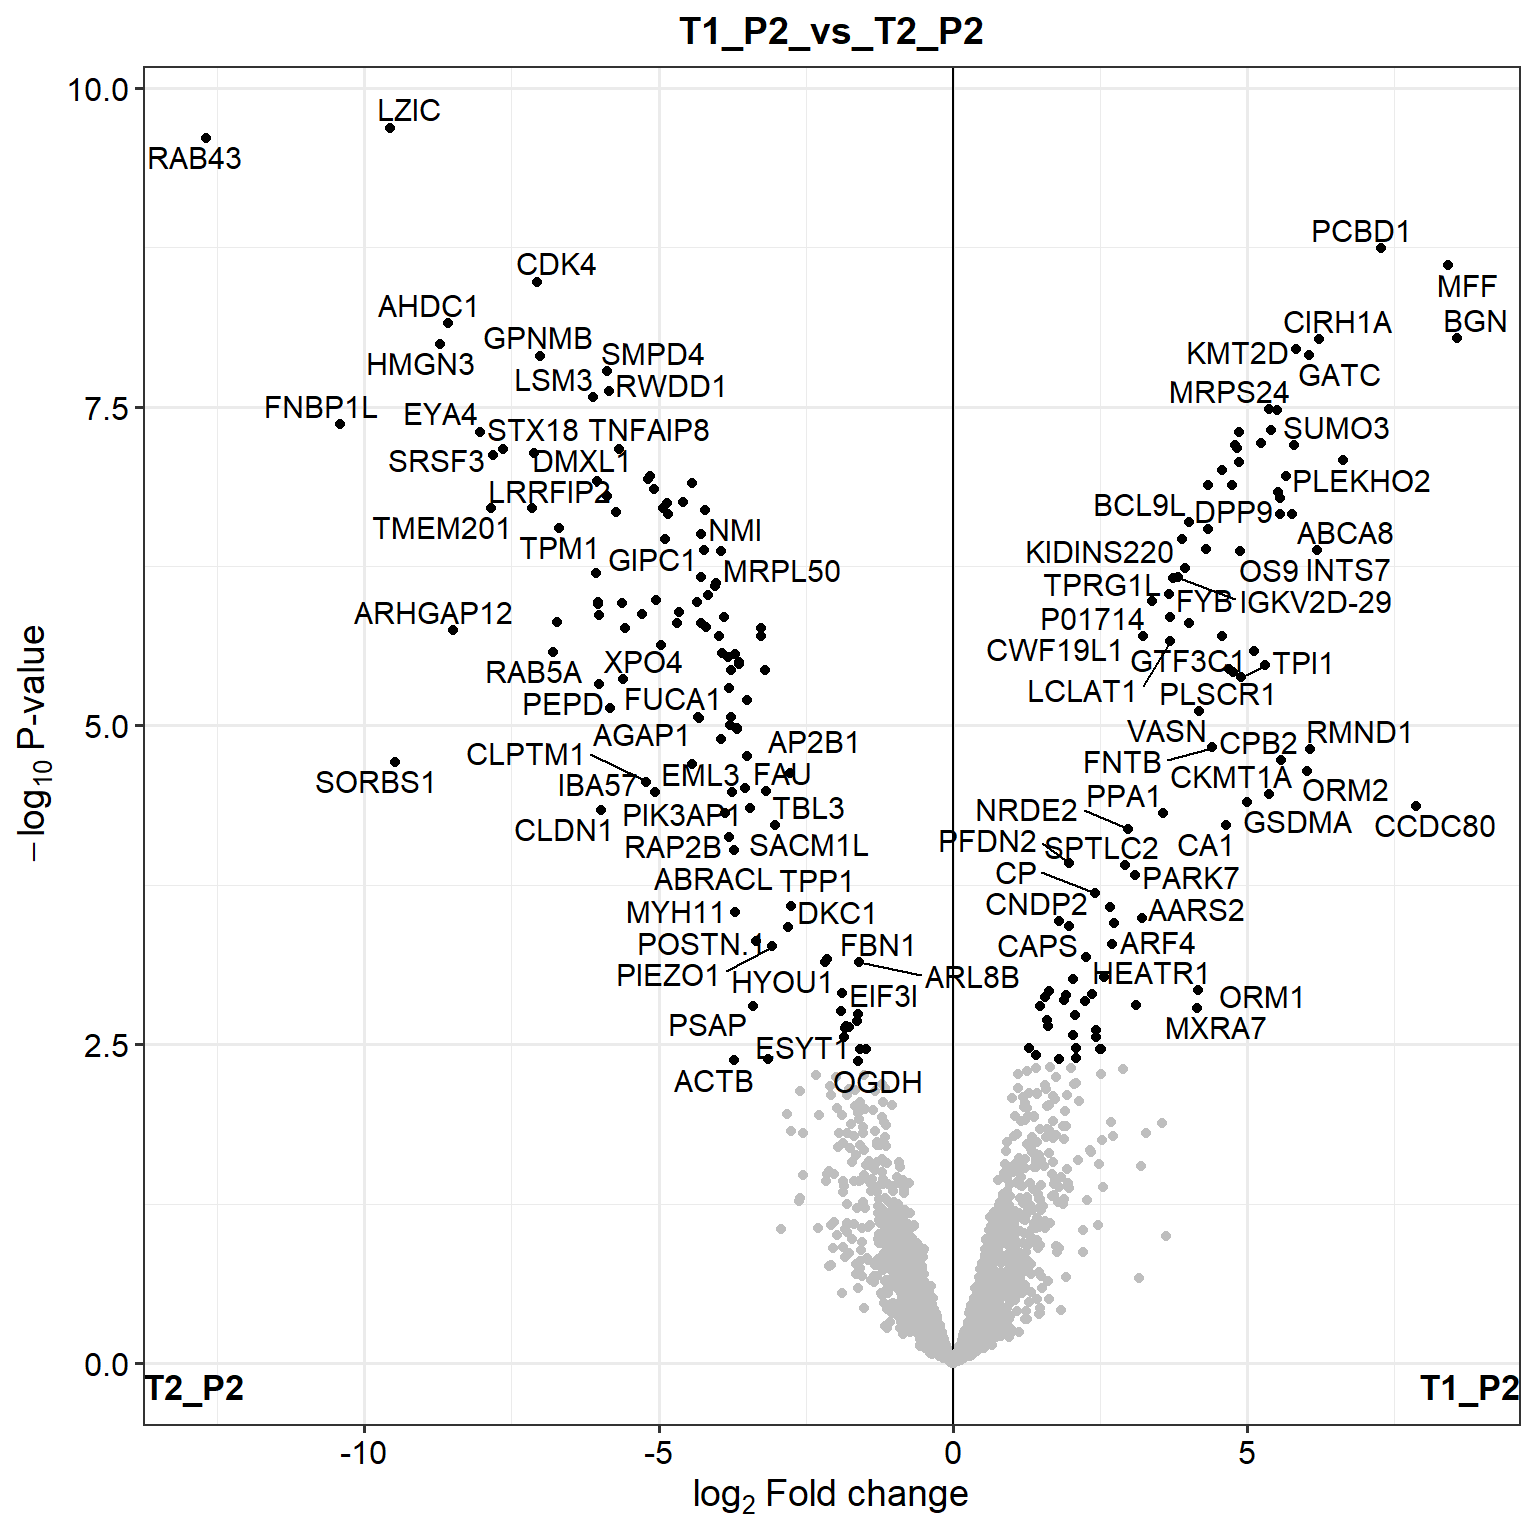 T1_P2_vs_T2_P2
10.0
LZIC
RAB43
PCBD1
CDK4
MFF
AHDC1
CIRH1A
BGN
GPNMB
SMPD4
KMT2D
HMGN3
GATC
LSM3
RWDD1
MRPS24
7.5
FNBP1L
EYA4
STX18
TNFAIP8
SUMO3
SRSF3
DMXL1
PLEKHO2
LRRFIP2
BCL9L
DPP9
TMEM201
NMI
ABCA8
TPM1
KIDINS220
GIPC1
MRPL50
OS9
INTS7
TPRG1L
FYB
IGKV2D-29
ARHGAP12
P01714
CWF19L1
XPO4
GTF3C1
TPI1
RAB5A
LCLAT1
PLSCR1
PEPD
FUCA1
5.0
AGAP1
VASN
RMND1
AP2B1
CPB2
CLPTM1
FNTB
SORBS1
IBA57
EML3
FAU
CKMT1A
ORM2
PPA1
NRDE2
PIK3AP1
TBL3
GSDMA
CCDC80
CLDN1
PFDN2
RAP2B
SACM1L
SPTLC2
CA1
CP
ABRACL
TPP1
PARK7
CNDP2
MYH11
DKC1
AARS2
POSTN.1
FBN1
CAPS
ARF4
PIEZO1
HYOU1
ARL8B
HEATR1
EIF3I
ORM1
PSAP
MXRA7
2.5
ESYT1
ACTB
OGDH
0.0
T2_P2
T1_P2
-10
-5
0
5
log2 Fold change
−log10 P-value